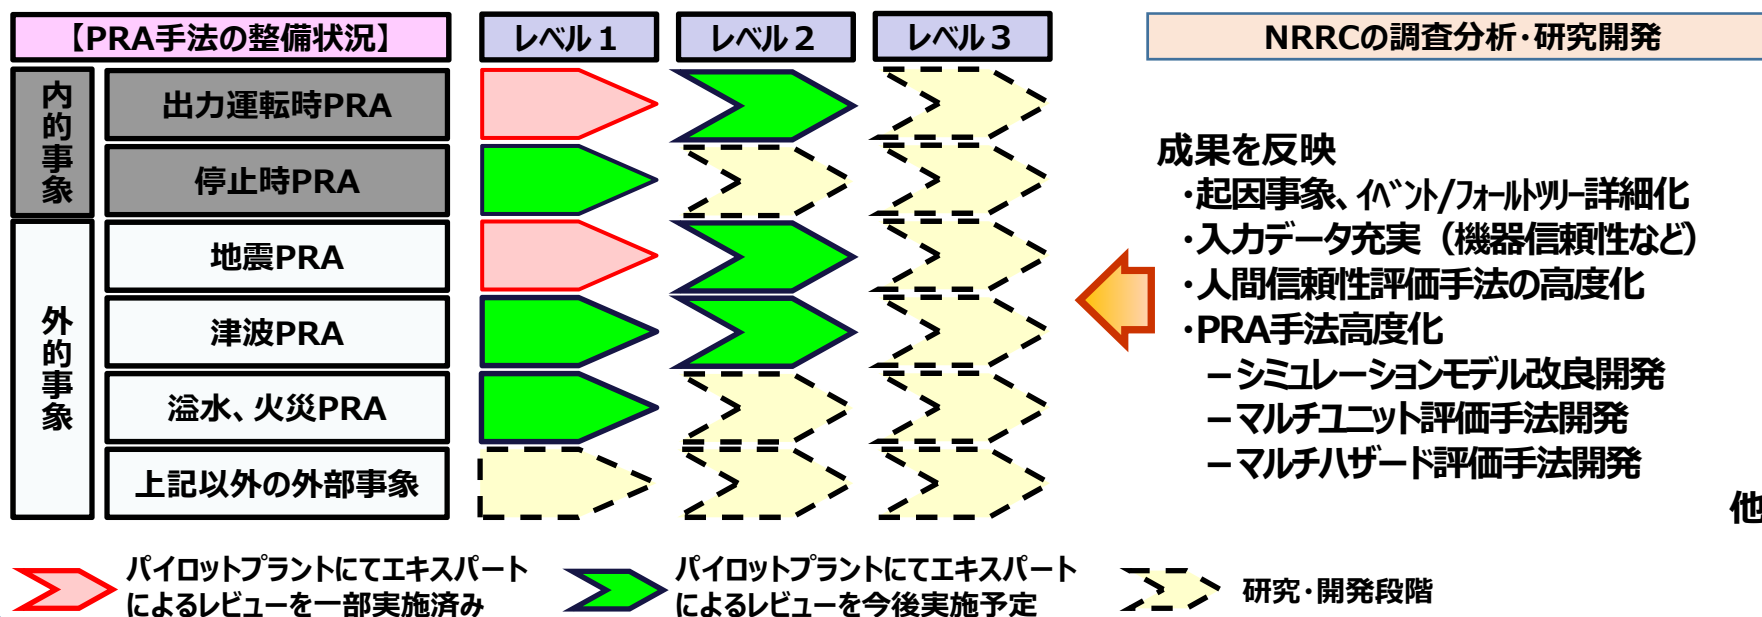 【PRA手法の整備状況】
レベル１
レベル２
レベル３
NRRCの調査分析・研究開発
内的事象
出力運転時PRA
停止時PRA
外的事象
地震PRA
津波PRA
溢水、火災PRA
上記以外の外部事象
成果を反映
・起因事象、ｲﾍﾞﾝﾄ/ﾌｫｰﾙﾄﾂﾘｰ詳細化
・入力データ充実（機器信頼性など）
・人間信頼性評価手法の高度化
・PRA手法高度化
－シミュレーションモデル改良開発
－マルチユニット評価手法開発
－マルチハザード評価手法開発
他
パイロットプラントにてエキスパート
によるレビューを一部実施済み
パイロットプラントにてエキスパート
によるレビューを今後実施予定
研究・開発段階